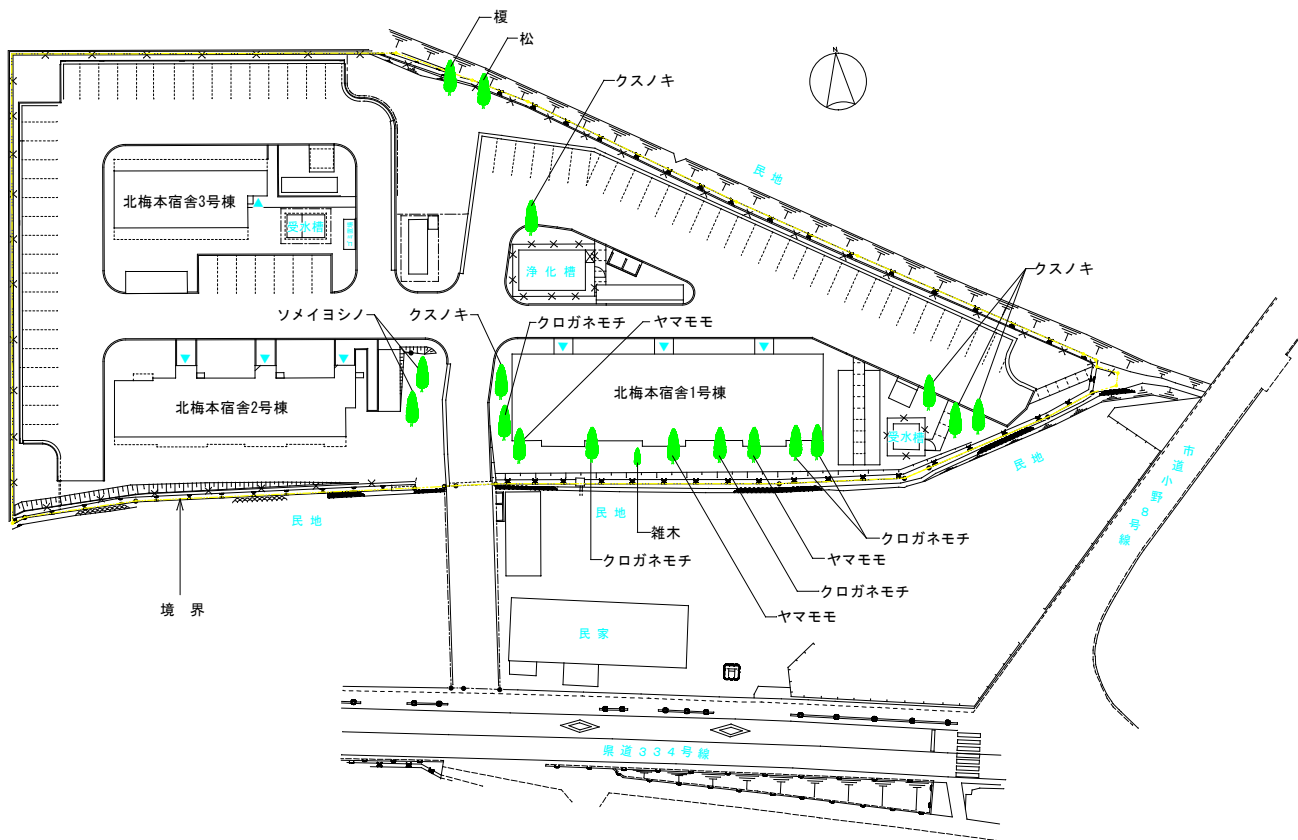 榎
松
N
クスノキ
民地
北梅本宿舎3号棟
受水槽
浄化槽
クスノキ
ソメイヨシノ
クスノキ
クロガネモチ
ヤマモモ
北梅本宿舎2号棟
北梅本宿舎1号棟
受水槽
民地
市道小野8号線
民地
民地
雑木
クロガネモチ
クロガネモチ
ヤマモモ
クロガネモチ
ヤマモモ
境界
民家
県道334号線